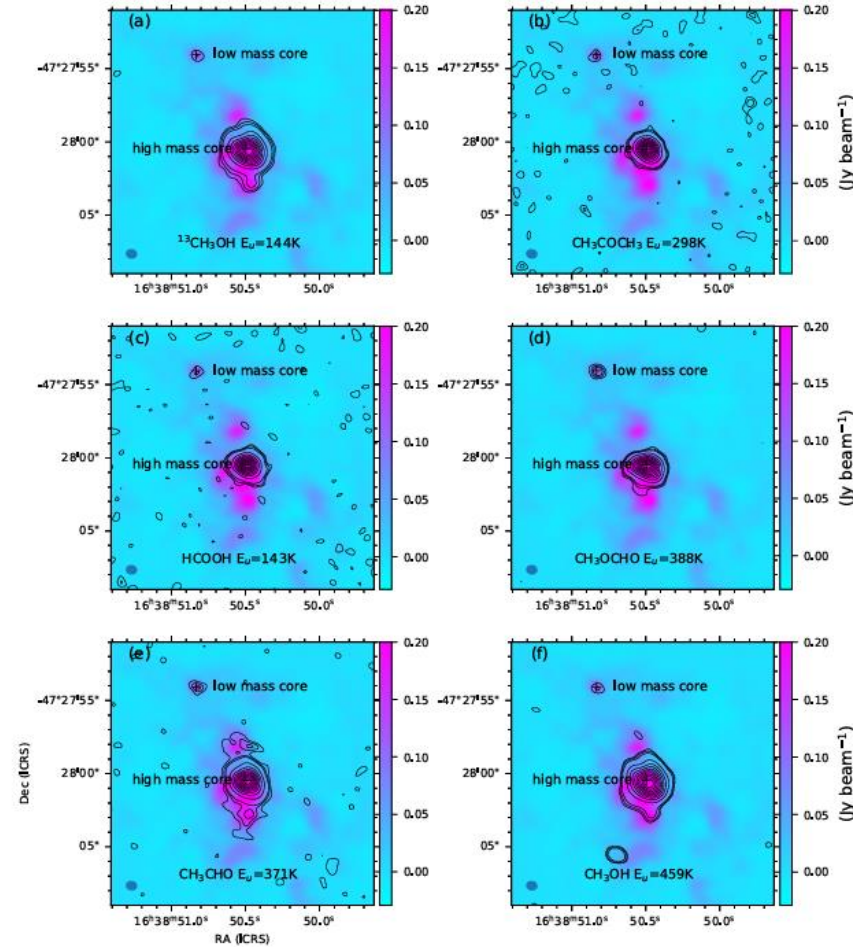 (a)
low mass core
-47°27′55"
28′00"
high mass core
05"
¹³CH₃OH Eᵤ=144K
16ʰ38ᵐ51.0ˢ 50.5ˢ 50.0ˢ
0.20
0.15
0.10
0.05
0.00
(b)
low mass core
-47°27′55"
28′00"
high mass core
05"
CH₃COCH₃ Eᵤ=298K
16ʰ38ᵐ51.0ˢ 50.5ˢ 50.0ˢ
0.20
0.15
0.10
0.05
0.00
(Jy beam⁻¹)
(c)
low mass core
-47°27′55"
28′00"
high mass core
05"
HCOOH Eᵤ=143K
16ʰ38ᵐ51.0ˢ 50.5ˢ 50.0ˢ
0.20
0.15
0.10
0.05
0.00
(d)
low mass core
-47°27′55"
28′00"
high mass core
05"
CH₃OCHO Eᵤ=388K
16ʰ38ᵐ51.0ˢ 50.5ˢ 50.0ˢ
0.20
0.15
0.10
0.05
0.00
(Jy beam⁻¹)
(e)
low mass core
-47°27′55"
28′00"
high mass core
05"
CH₃CHO Eᵤ=371K
16ʰ38ᵐ51.0ˢ 50.5ˢ 50.0ˢ
RA (ICRS)
Dec (ICRS)
0.20
0.15
0.10
0.05
0.00
(f)
low mass core
-47°27′55"
28′00"
high mass core
05"
CH₃OH Eᵤ=459K
16ʰ38ᵐ51.0ˢ 50.5ˢ 50.0ˢ
0.20
0.15
0.10
0.05
0.00
(Jy beam⁻¹)